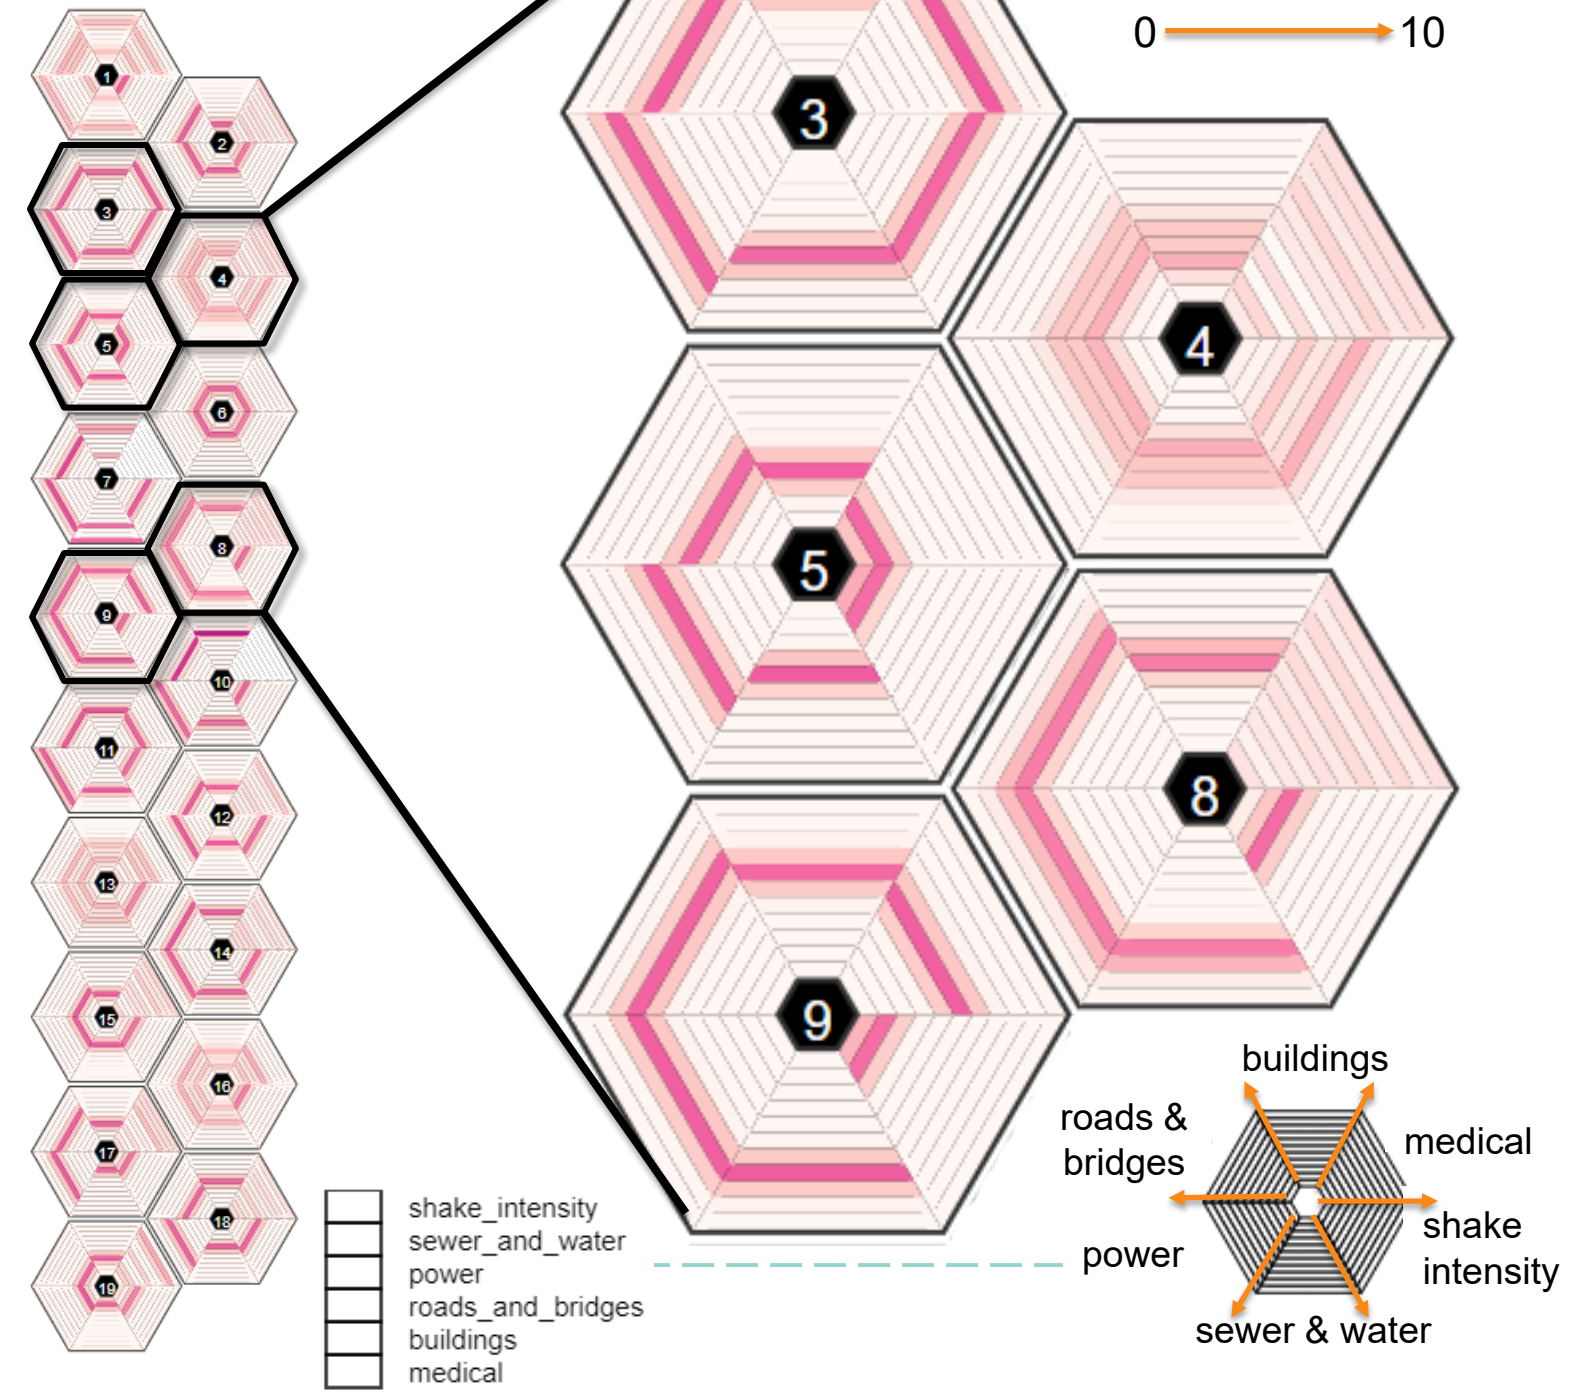 0 10
1
2
3
4
5
6
7
8
9
10
11
12
13
14
15
16
17
18
19
3
4
5
8
9
buildings
roads &
bridges
medical
shake
intensity
power
sewer & water
shake_intensity
sewer_and_water
power
roads_and_bridges
buildings
medical